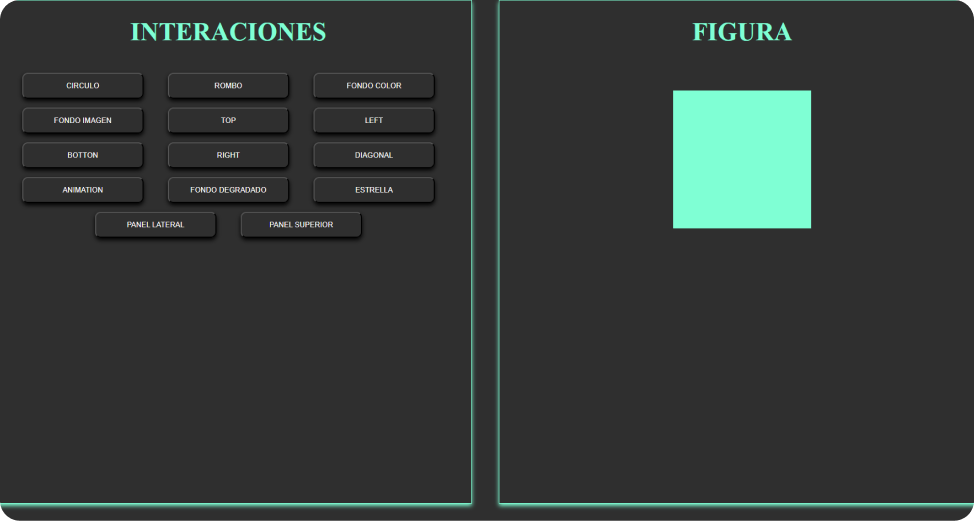 INTERACIONES
CIRCULO
ROMBO
FONDO COLOR
FONDO IMAGEN
TOP
LEFT
BOTTON
RIGHT
DIAGONAL
ANIMATION
FONDO DEGRADADO
ESTRELLA
PANEL LATERAL
PANEL SUPERIOR
FIGURA